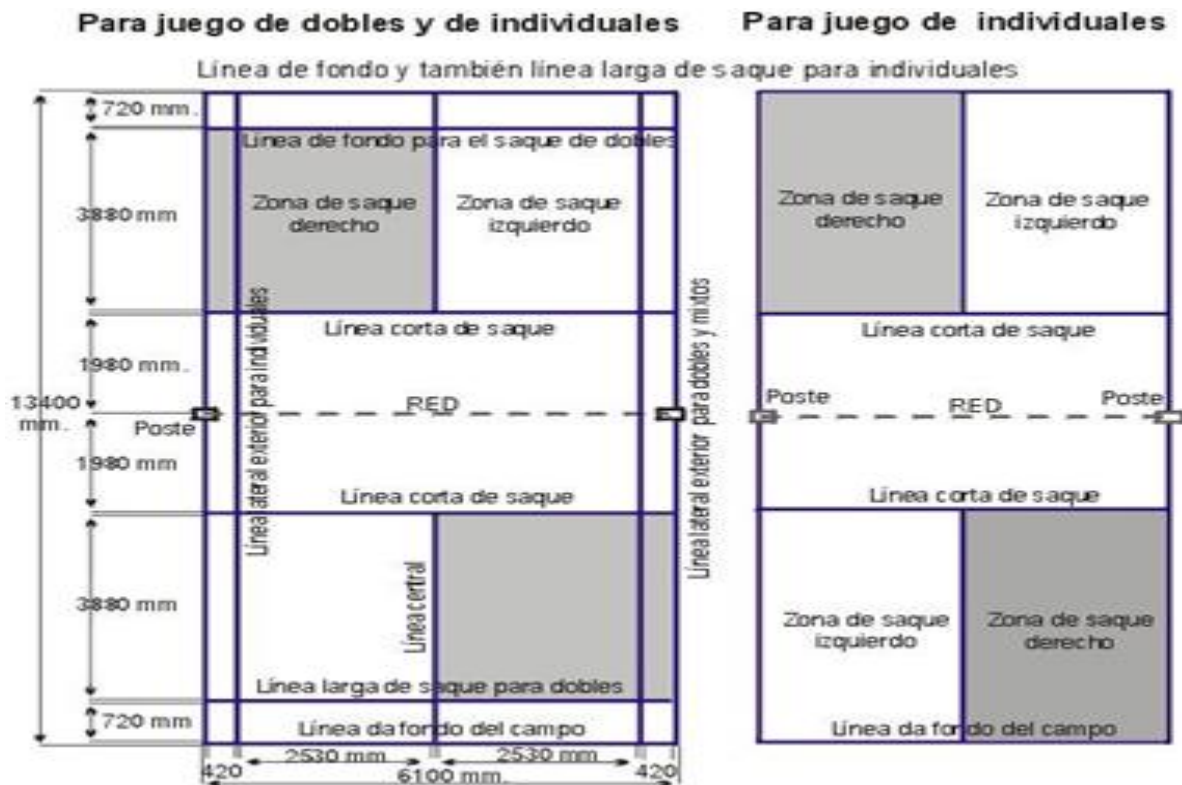 Para juego de dobles y de individuales
Para juego de individuales
Línea de fondo y también línea larga de saque para individuales
720 mm.
Línea de fondo para el saque de dobles
3880 mm
Zona de saque
derecho
Zona de saque
izquierdo
Zona de saque
derecho
Zona de saque
izquierdo
Línea lateral exterior para individuales
Línea lateral exterior para dobles y mixtos
Línea corta de saque
Línea corta de saque
1980 mm.
13400
mm.
RED
Poste
Poste
RED
Poste
1980 mm
Línea corta de saque
Línea corta de saque
3880 mm
Línea central
Zona de saque
izquierdo
Zona de saque
derecho
Línea larga de saque para dobles
720 mm
Línea da fondo del campo
Línea da fondo del campo
420
2530 mm
2530 mm
420
6100 mm.